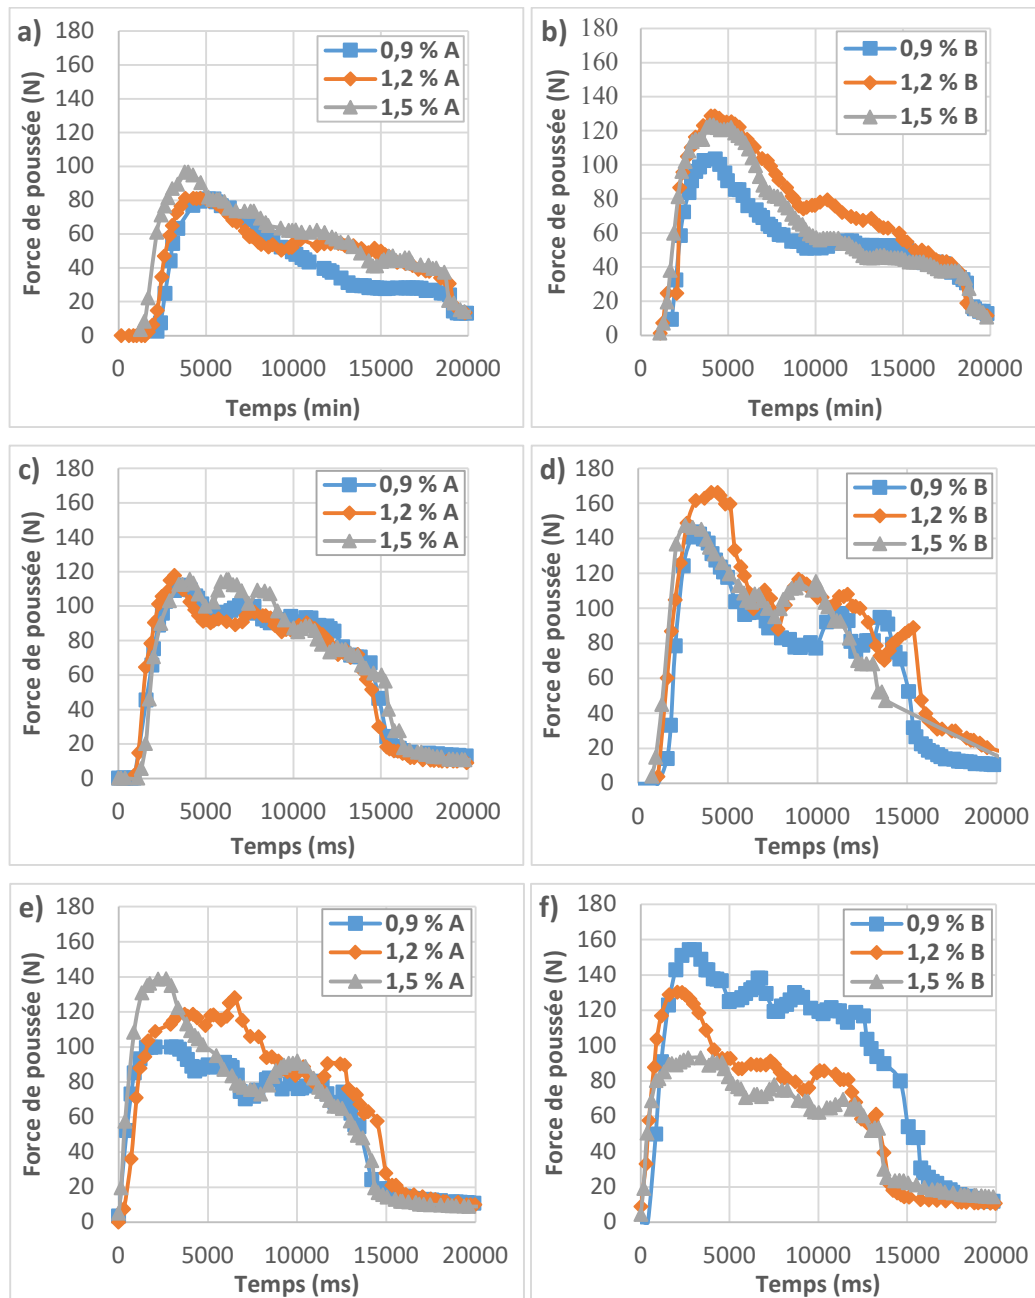 a)
180
160
140
120
100
80
60
40
20
0
0 5000 10000 15000 20000
Force de poussée (N)
Temps (min)
0,9 % A
1,2 % A
1,5 % A
b)
180
160
140
120
100
80
60
40
20
0
0 5000 10000 15000 20000
Force de poussée (N)
Temps (min)
0,9 % B
1,2 % B
1,5 % B
c)
180
160
140
120
100
80
60
40
20
0
0 5000 10000 15000 20000
Force de poussée (N)
Temps (ms)
0,9 % A
1,2 % A
1,5 % A
d)
180
160
140
120
100
80
60
40
20
0
0 5000 10000 15000 20000
Force de poussée (N)
Temps (ms)
0,9 % B
1,2 % B
1,5 % B
e)
180
160
140
120
100
80
60
40
20
0
0 5000 10000 15000 20000
Force de poussée (N)
Temps (ms)
0,9 % A
1,2 % A
1,5 % A
f)
180
160
140
120
100
80
60
40
20
0
0 5000 10000 15000 20000
Force de poussée (N)
Temps (ms)
0,9 % B
1,2 % B
1,5 % B